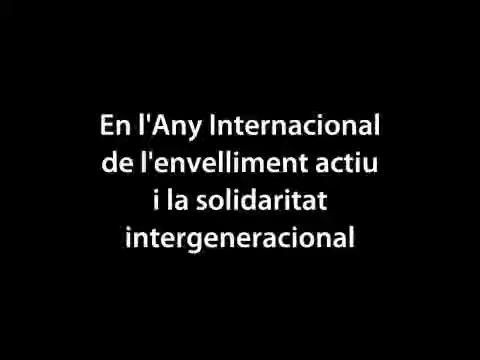 En l'Any Internacional
de l'envelliment actiu
i la solidaritat
intergeneracional